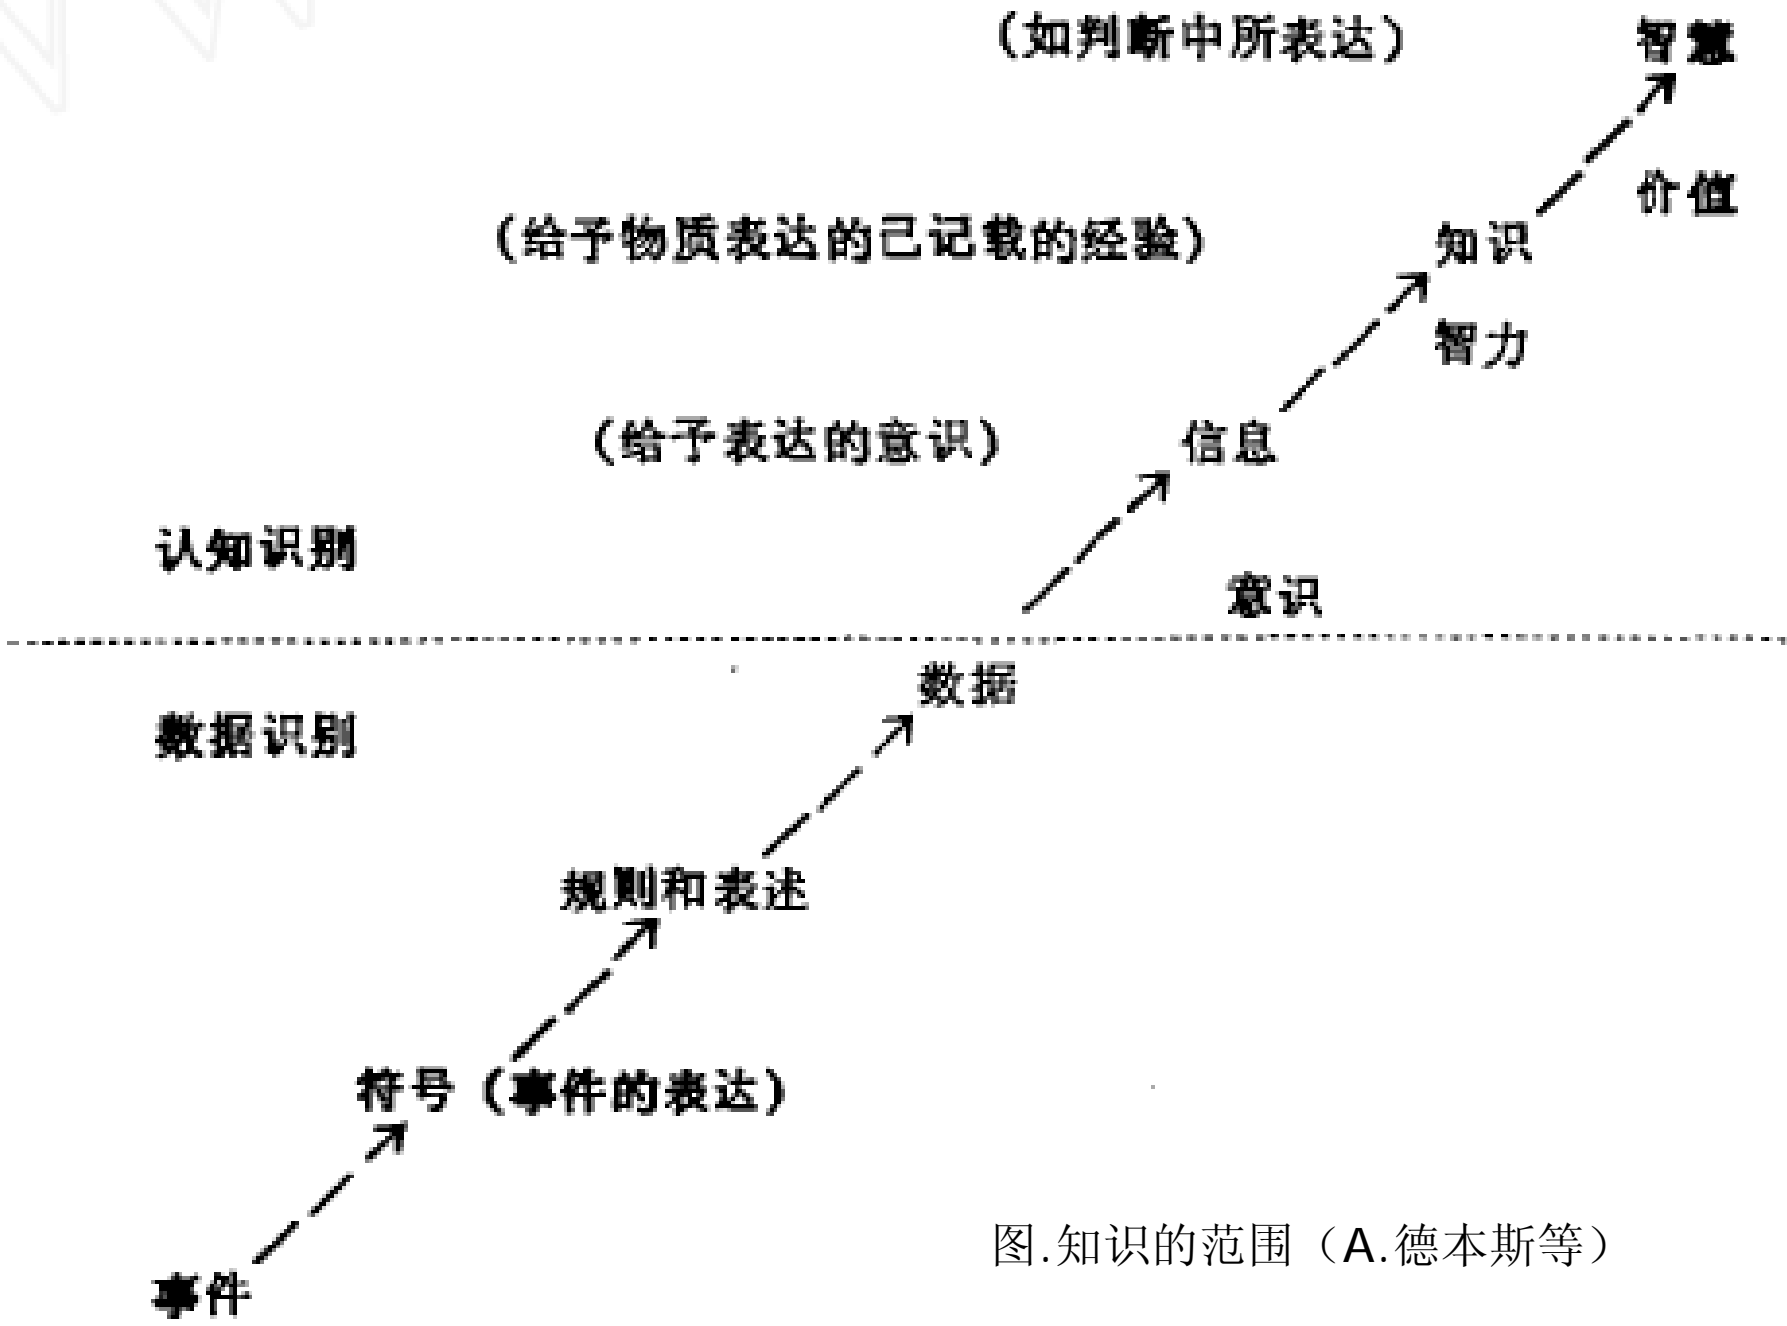 (如判断中所表达) 智慧
价值
(给予物质表达的已记载的经验) 知识
智力
(给予表达的意识) 信息
认知识别
意识
数据
数据识别
规则和表述
符号 (事件的表达)
图.知识的范围（A.德本斯等）
事件